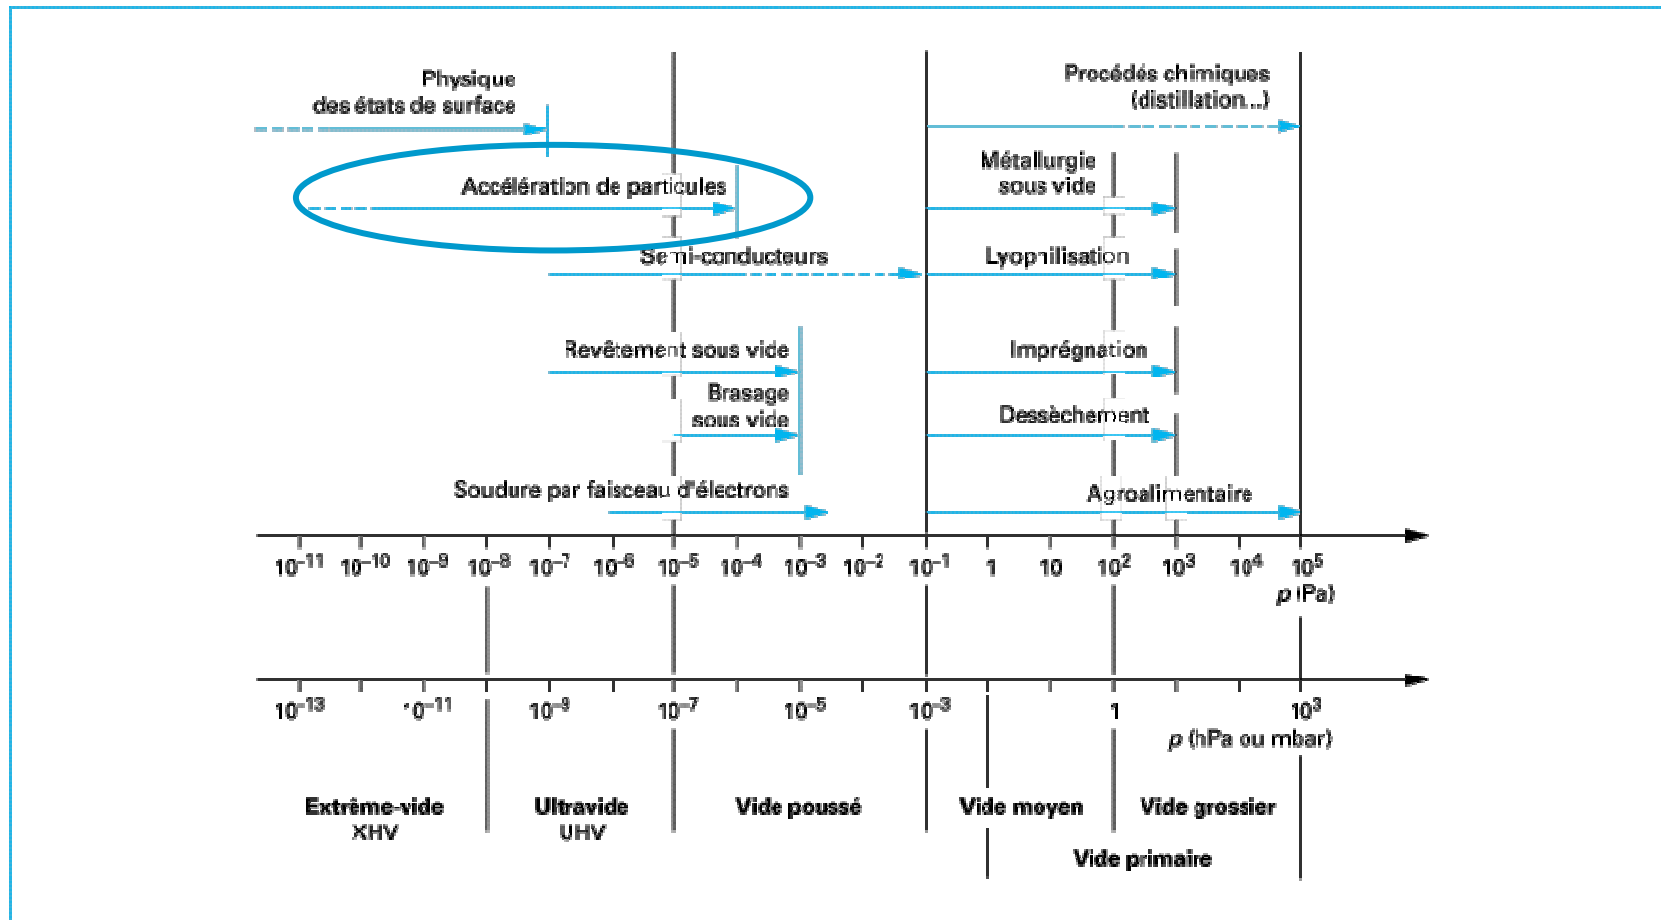 Physique
des états de surface
Procédés chimiques
(distillation...)
Accélération de particules
Métallurgie
sous vide
Semi-conducteurs
Lyophilisation
Revêtement sous vide
Imprégnation
Brasage
sous vide
Dessèchement
Soudure par faisceau d'électrons
Agroalimentaire
10⁻¹¹ 10⁻¹⁰ 10⁻⁹ 10⁻⁸ 10⁻⁷ 10⁻⁶ 10⁻⁵ 10⁻⁴ 10⁻³ 10⁻² 10⁻¹ 1 10 10² 10³ 10⁴ 10⁵
p (Pa)
10⁻¹³ 10⁻¹¹ 10⁻⁹ 10⁻⁷ 10⁻⁵ 10⁻³ 1 10³
p (hPa ou mbar)
Extrême-vide Ultravide Vide poussé Vide moyen Vide grossier
XHV UHV
Vide primaire